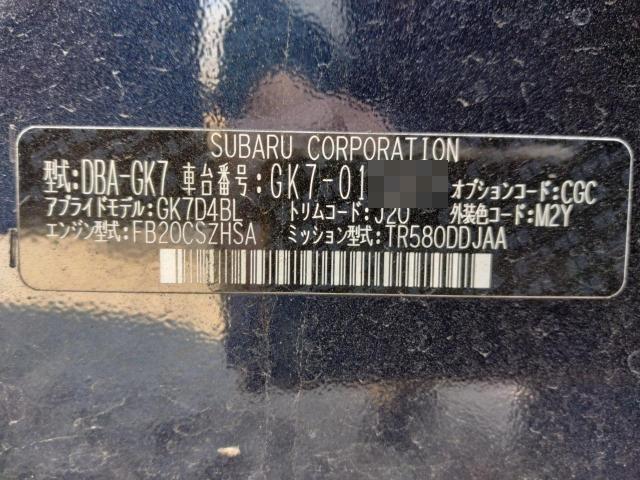 SUBARU CORPORATION
型式:DBA-GK7 車台番号:GK7-01 オプションコード:CGC
アプライドモデル:GK7D4BL トリムコード:J20 外装色コード:M2Y
エンジン型式:FB20CSZHSA ミッション型式:TR580DDJAA